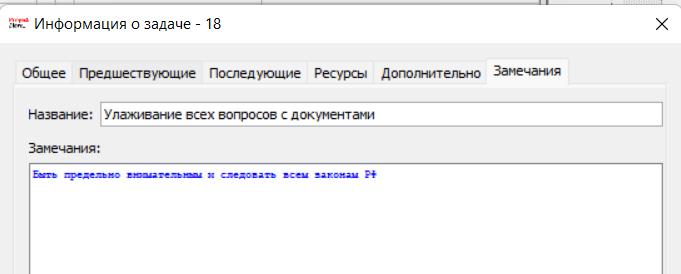 Информация о задаче - 18
Общее Предшествующие Последующие Ресурсы Дополнительно Замечания
Название: Улаживание всех вопросов с документами
Замечания:
Быть предельно внимательным и следовать всем законам РФ